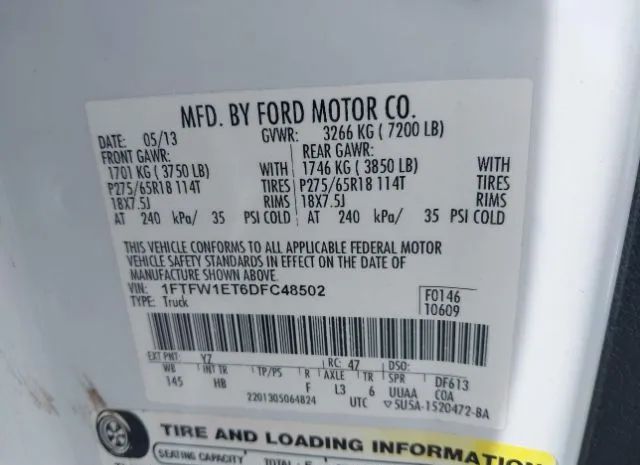 MFD. BY FORD MOTOR CO.
DATE: 05/13 GVWR: 3266 KG ( 7200 LB)
FRONT GAWR: REAR GAWR:
1701 KG ( 3750 LB) WITH 1746 KG ( 3850 LB) WITH
P275/65R18 114T TIRES P275/65R18 114T TIRES
18X7.5J RIMS 18X7.5J RIMS
AT 240 kPa/ 35 PSI COLD AT 240 kPa/ 35 PSI COLD
THIS VEHICLE CONFORMS TO ALL APPLICABLE FEDERAL MOTOR
VEHICLE SAFETY STANDARDS IN EFFECT ON THE DATE OF
MANUFACTURE SHOWN ABOVE.
VIN: 1FTFW1ET6DFC48502 F0146
TYPE: Truck 10609
EXT PNT: YZ RC: 47 DSO:
WB INT TR TP/PS R AXLE TR SPR DF613
145 HB F L3 6 UUAA COA
2201305064824 UTC ▽5U5A-1520472-BA
TIRE AND LOADING INFORMATION
SEATING CAPACITY TOTAL